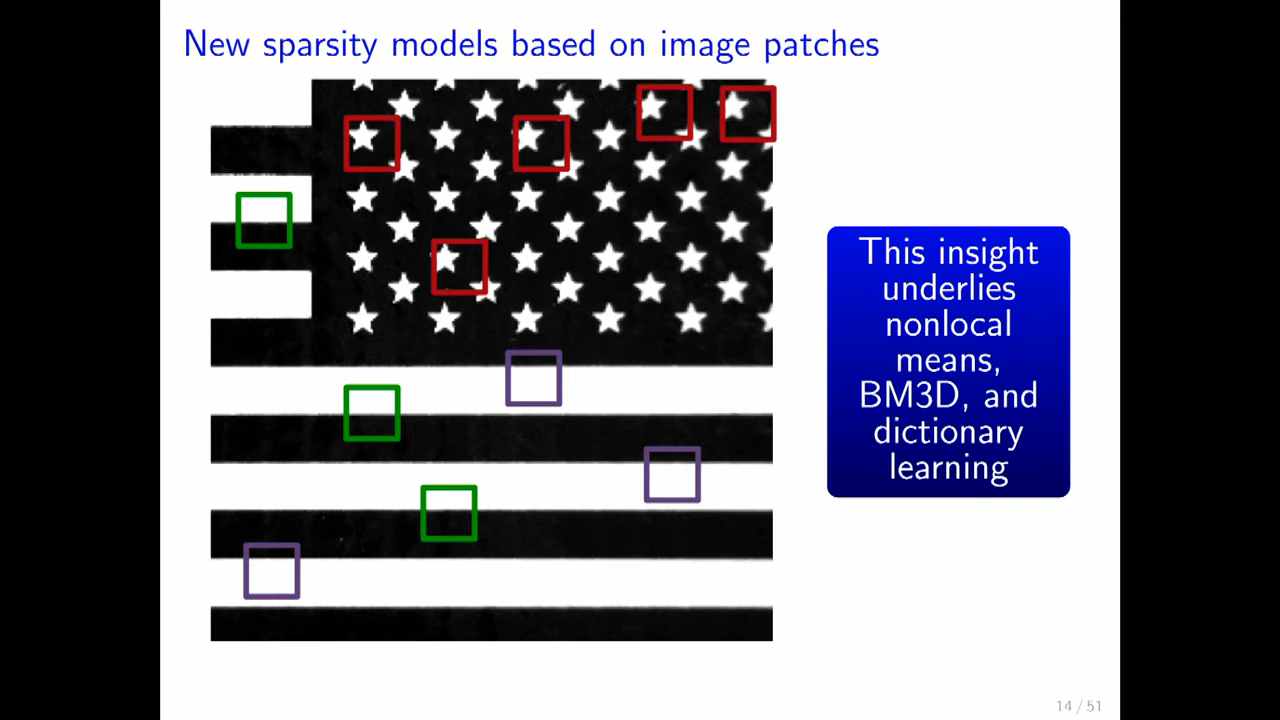 New sparsity models based on image patches
This insight
underlies
nonlocal
means,
BM3D, and
dictionary
learning
14 / 51